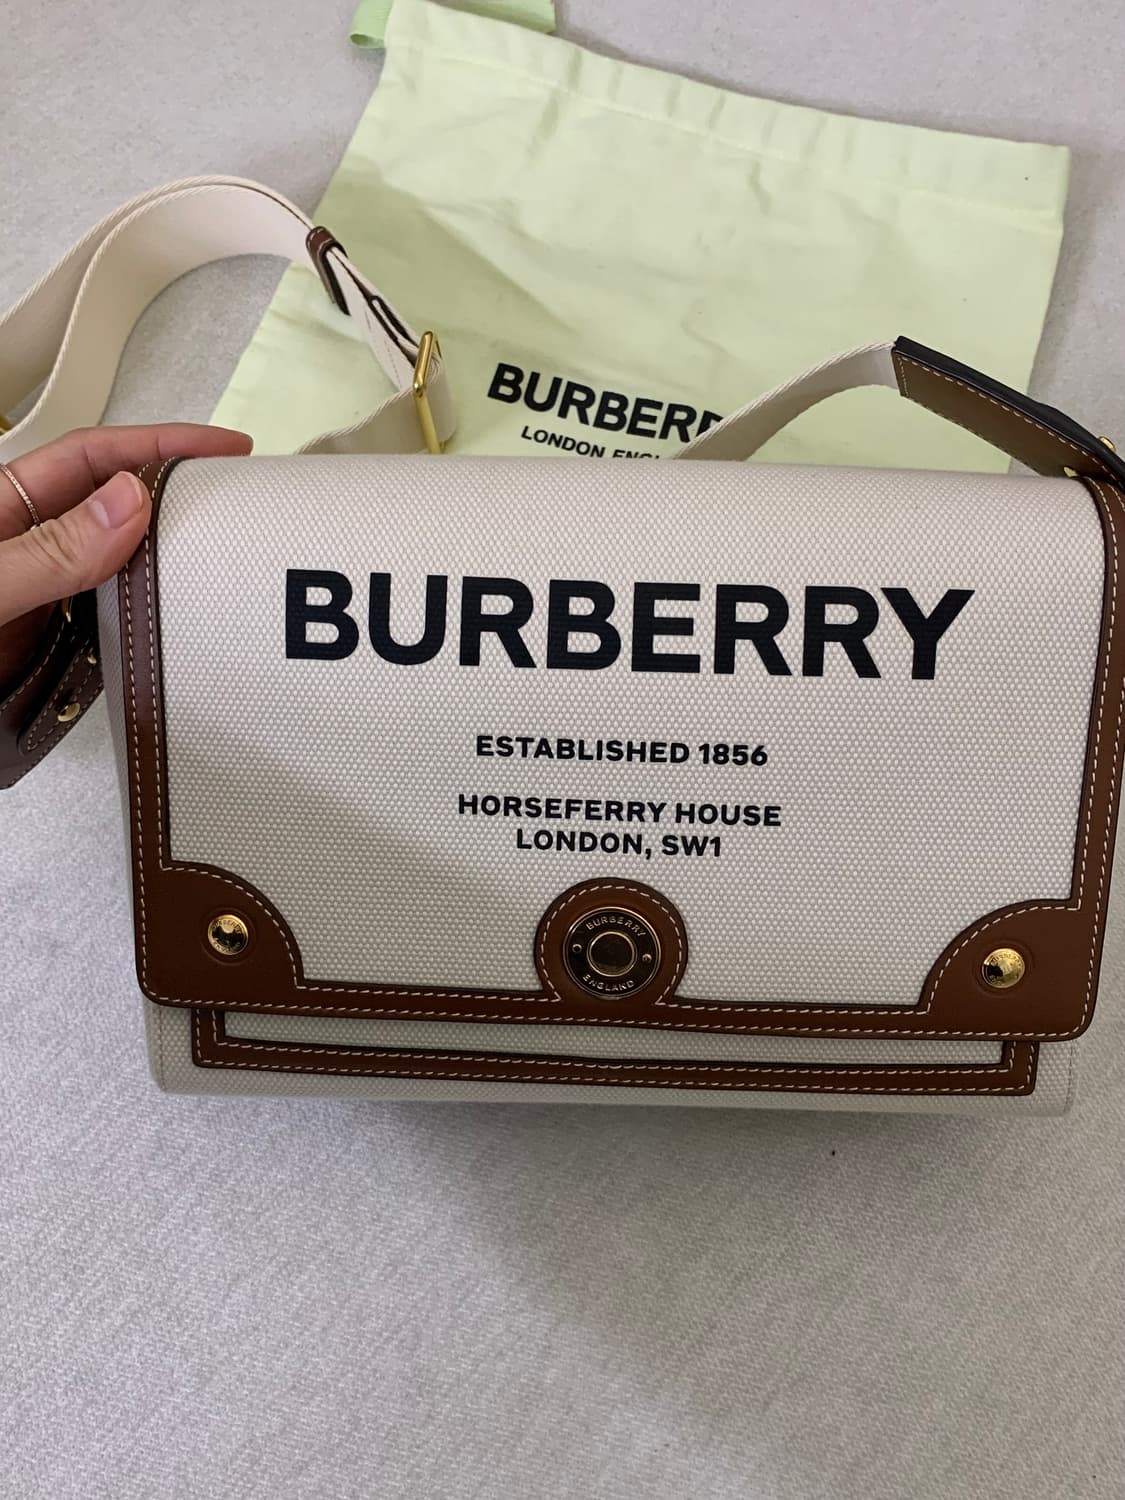 BURBERR
LONDON ENGL
BURBERRY
ESTABLISHED 1856
HORSEFERRY HOUSE
LONDON, SW1
BURBERRY
ENGLAND